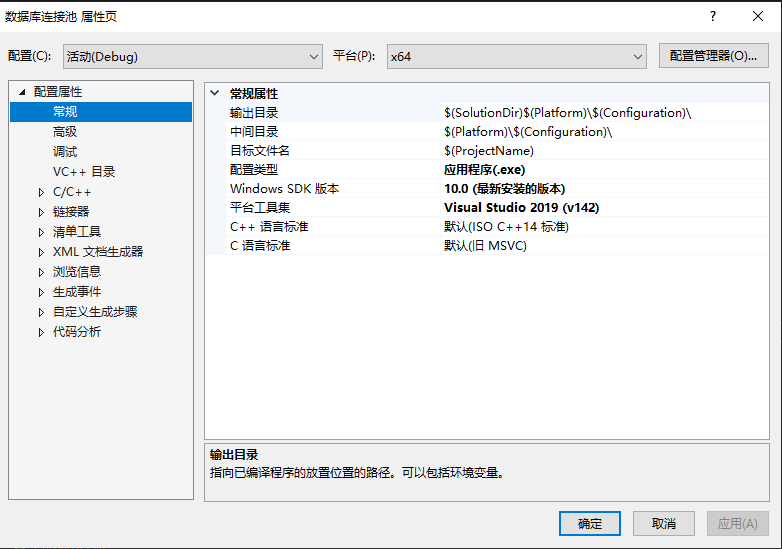 数据库连接池 属性页
?
配置(C): 活动(Debug) 平台(P): x64 配置管理器(O)...
配置属性
常规
高级
调试
VC++ 目录
C/C++
链接器
清单工具
XML 文档生成器
浏览信息
生成事件
自定义生成步骤
代码分析
常规属性
输出目录 $(SolutionDir)$(Platform)\$(Configuration)\
中间目录 $(Platform)\$(Configuration)\
目标文件名 $(ProjectName)
配置类型 应用程序(.exe)
Windows SDK 版本 10.0 (最新安装的版本)
平台工具集 Visual Studio 2019 (v142)
C++ 语言标准 默认(ISO C++14 标准)
C 语言标准 默认(旧 MSVC)
输出目录
指向已编译程序的放置位置的路径。可以包括环境变量。
确定 取消 应用(A)